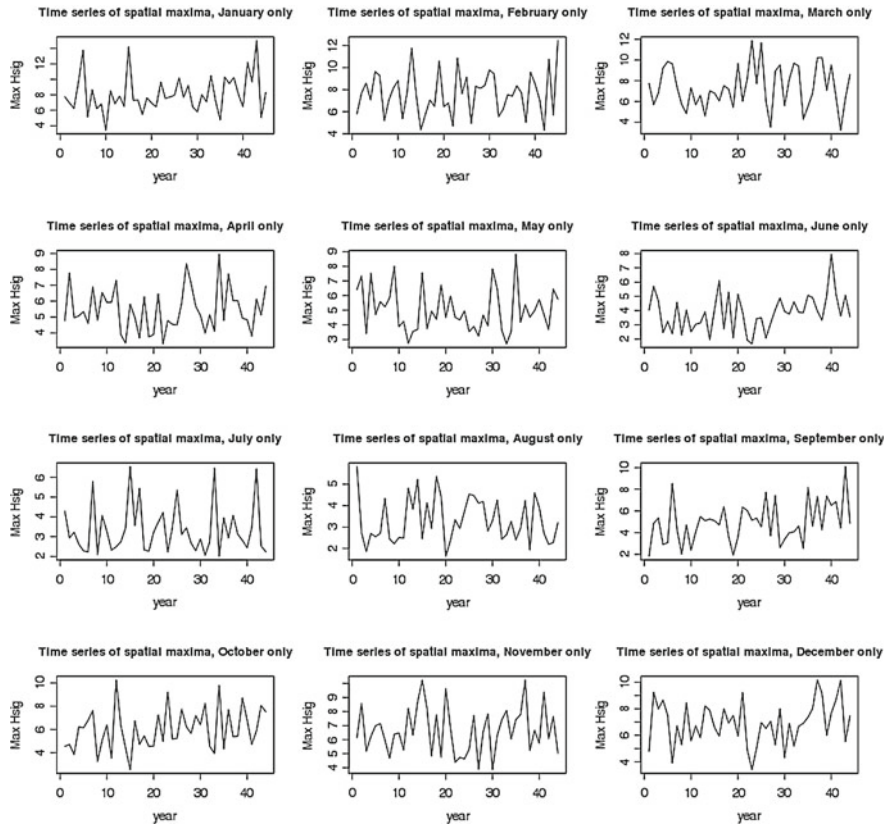 Time series of spatial maxima, January only
Max Hsig
12
8
6
4
0 10 20 30 40
year
Time series of spatial maxima, February only
Max Hsig
12
10
8
6
4
0 10 20 30 40
year
Time series of spatial maxima, March only
Max Hsig
12
10
8
6
4
0 10 20 30 40
year
Time series of spatial maxima, April only
Max Hsig
9
8
7
6
5
4
0 10 20 30 40
year
Time series of spatial maxima, May only
Max Hsig
9
8
7
6
5
4
3
0 10 20 30 40
year
Time series of spatial maxima, June only
Max Hsig
8
7
6
5
4
3
2
0 10 20 30 40
year
Time series of spatial maxima, July only
Max Hsig
6
5
4
3
2
0 10 20 30 40
year
Time series of spatial maxima, August only
Max Hsig
5
4
3
2
0 10 20 30 40
year
Time series of spatial maxima, September only
Max Hsig
10
8
6
4
2
0 10 20 30 40
year
Time series of spatial maxima, October only
Max Hsig
10
8
6
4
0 10 20 30 40
year
Time series of spatial maxima, November only
Max Hsig
9
8
7
6
5
4
0 10 20 30 40
year
Time series of spatial maxima, December only
Max Hsig
10
8
6
4
0 10 20 30 40
year